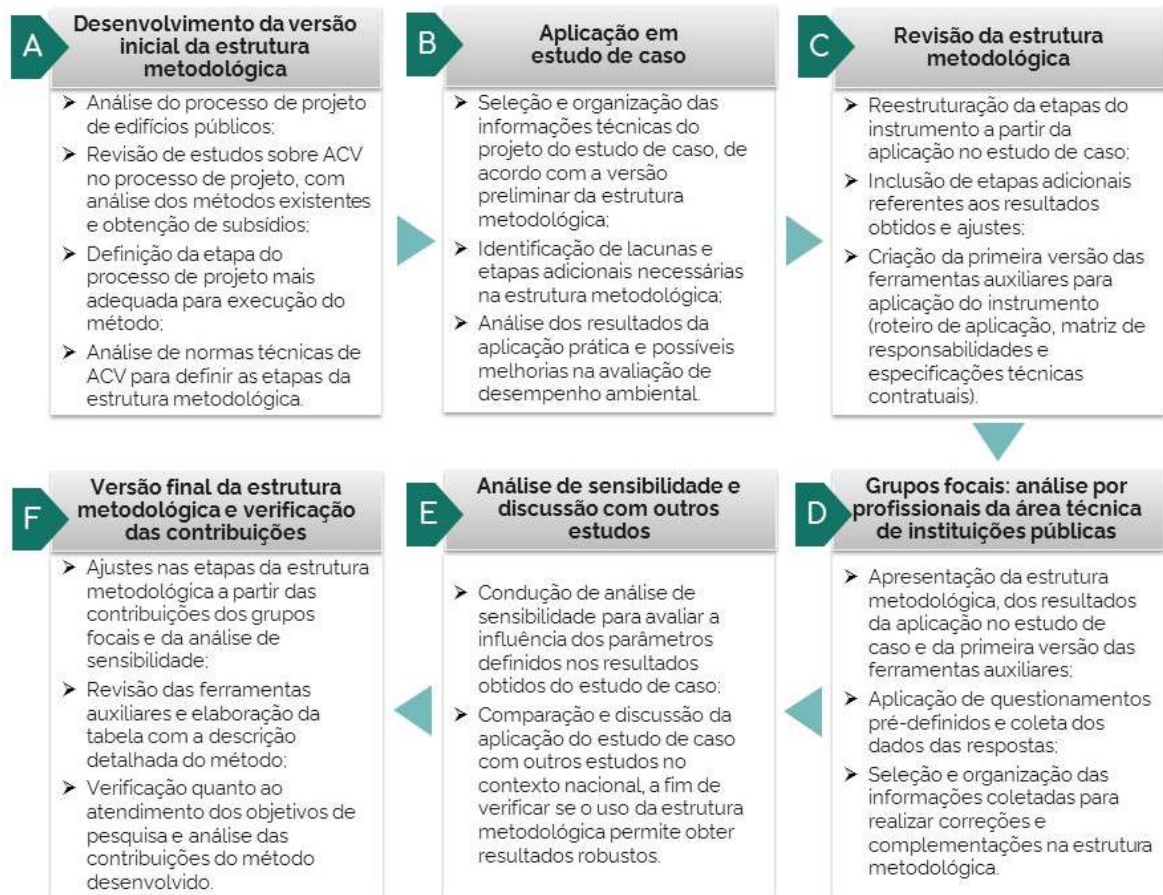 A
Desenvolvimento da versão
inicial da estrutura
metodológica
➤ Análise do processo de projeto
de edifícios públicos;
➤ Revisão de estudos sobre ACV
no processo de projeto, com
análise dos métodos existentes
e obtenção de subsídios;
➤ Definição da etapa do
processo de projeto mais
adequada para execução do
método;
➤ Análise de normas técnicas de
ACV para definir as etapas da
estrutura metodológica.
B
Aplicação em
estudo de caso
➤ Seleção e organização das
informações técnicas do
projeto do estudo de caso, de
acordo com a versão
preliminar da estrutura
metodológica;
➤ Identificação de lacunas e
etapas adicionais necessárias
na estrutura metodológica;
➤ Análise dos resultados da
aplicação prática e possíveis
melhorias na avaliação de
desempenho ambiental.
C
Revisão da estrutura
metodológica
➤ Reestruturação da etapas do
instrumento a partir da
aplicação no estudo de caso;
➤ Inclusão de etapas adicionais
referentes aos resultados
obtidos e ajustes;
➤ Criação da primeira versão das
ferramentas auxiliares para
aplicação do instrumento
(roteiro de aplicação, matriz de
responsabilidades e
especificações técnicas
contratuais).
D
Grupos focais: análise por
profissionais da área técnica
de instituições públicas
➤ Apresentação da estrutura
metodológica, dos resultados
da aplicação no estudo de
caso e da primeira versão das
ferramentas auxiliares;
➤ Aplicação de questionamentos
pré-definidos e coleta dos
dados das respostas;
➤ Seleção e organização das
informações coletadas para
realizar correções e
complementações na estrutura
metodológica.
E
Análise de sensibilidade e
discussão com outros
estudos
➤ Condução de análise de
sensibilidade para avaliar a
influência dos parâmetros
definidos nos resultados
obtidos do estudo de caso;
➤ Comparação e discussão da
aplicação do estudo de caso
com outros estudos no
contexto nacional, a fim de
verificar se o uso da estrutura
metodológica permite obter
resultados robustos.
F
Versão final da estrutura
metodológica e verificação
das contribuições
➤ Ajustes nas etapas da estrutura
metodológica a partir das
contribuições dos grupos
focais e da análise de
sensibilidade;
➤ Revisão das ferramentas
auxiliares e elaboração da
tabela com a descrição
detalhada do método;
➤ Verificação quanto ao
atendimento dos objetivos de
pesquisa e análise das
contribuições do método
desenvolvido.